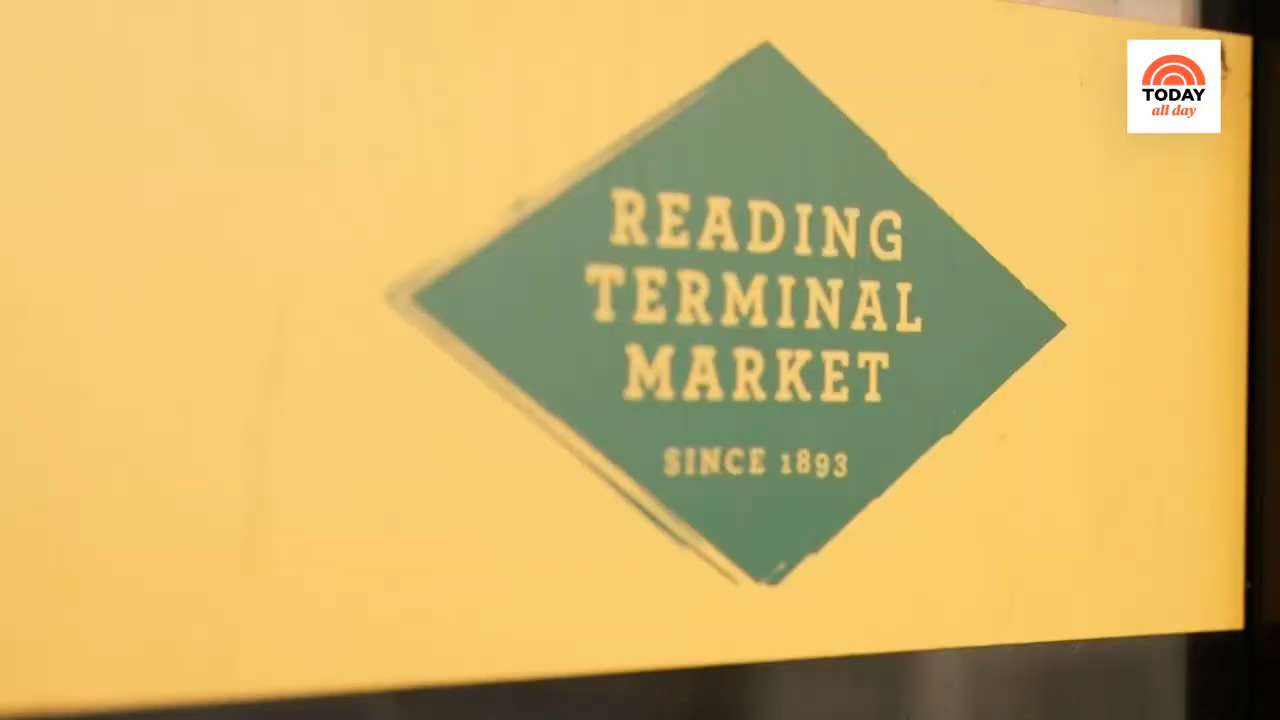 READING
TERMINAL
MARKET
SINCE 1893
TODAY
all day